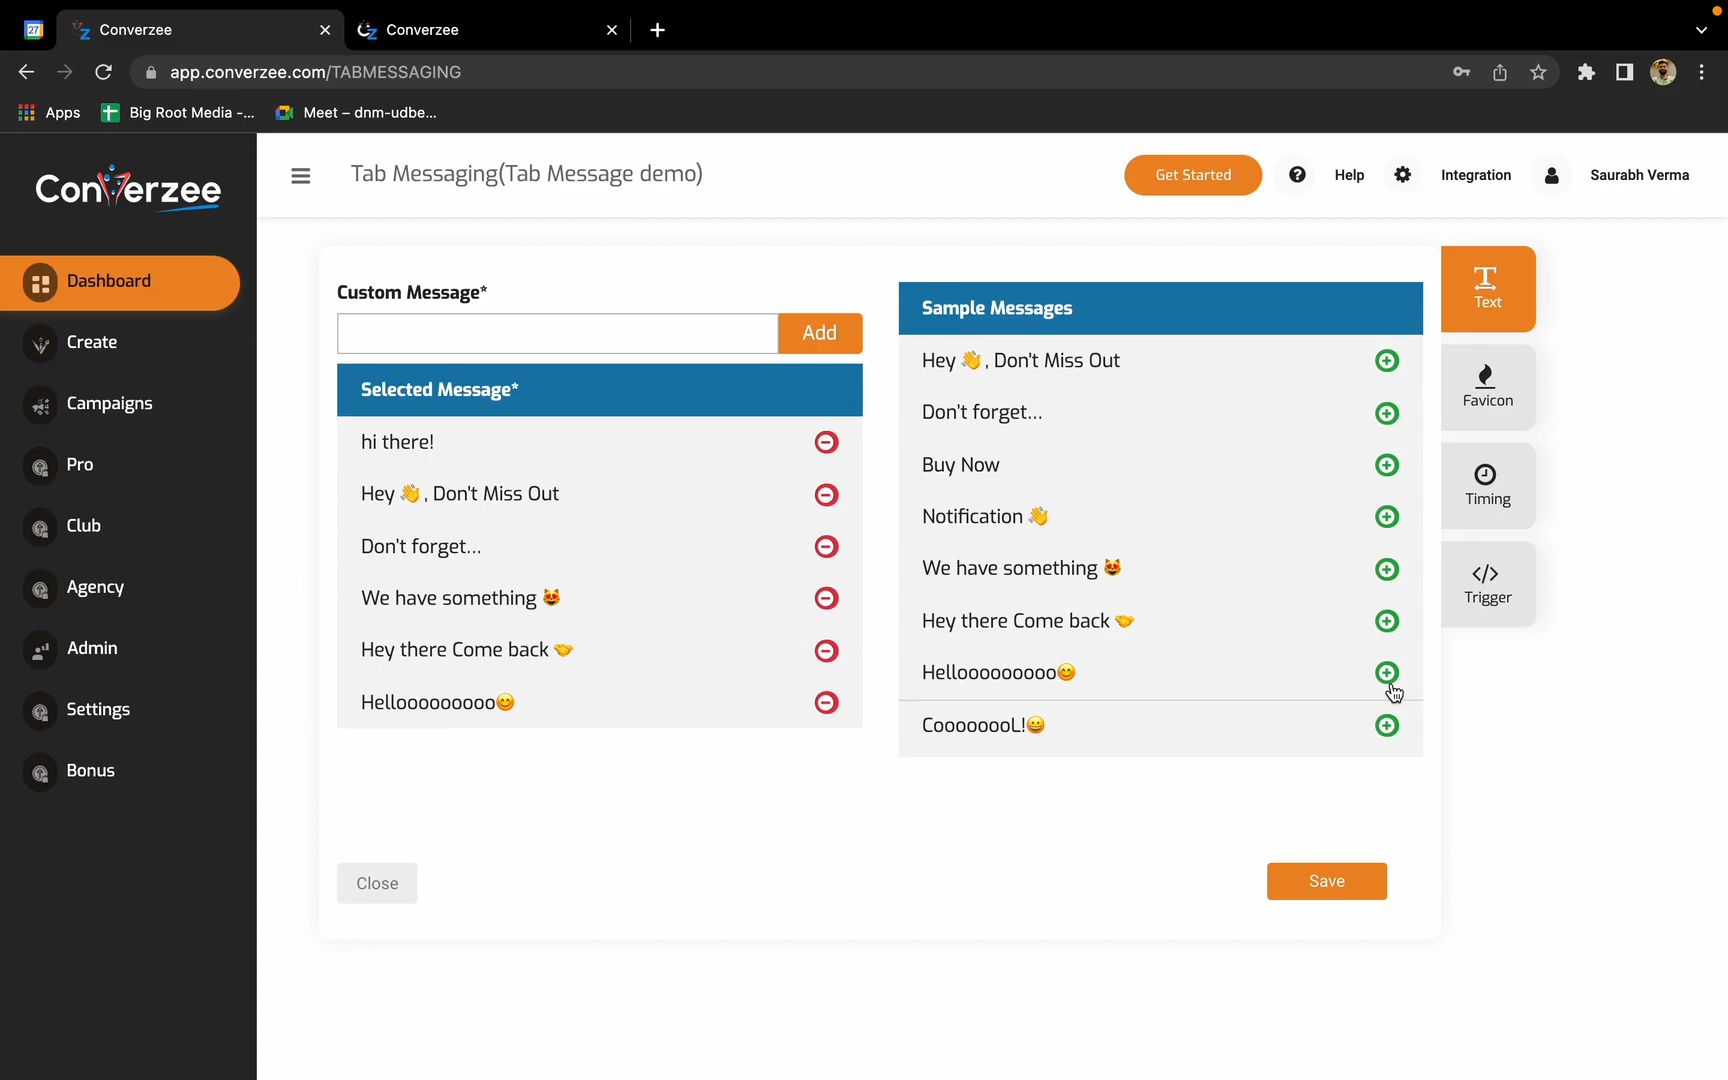 27
Converzee
Converzee
app.converzee.com/TABMESSAGING
Apps
Big Root Media -...
Meet – dnm-udbe...
Converzee
Tab Messaging(Tab Message demo)
Get Started
Help
Integration
Saurabh Verma
Dashboard
Create
Campaigns
Pro
Club
Agency
Admin
Settings
Bonus
Custom Message*
Add
Selected Message*
hi there!
Hey 👋, Don't Miss Out
Don't forget...
We have something 😻
Hey there Come back 🤝
Hellooooooooo😊
Close
Sample Messages
Hey 👋, Don't Miss Out
Don't forget...
Buy Now
Notification 👋
We have something 😻
Hey there Come back 🤝
Hellooooooooo😊
CoooooooL!😀
Save
Text
Favicon
Timing
Trigger